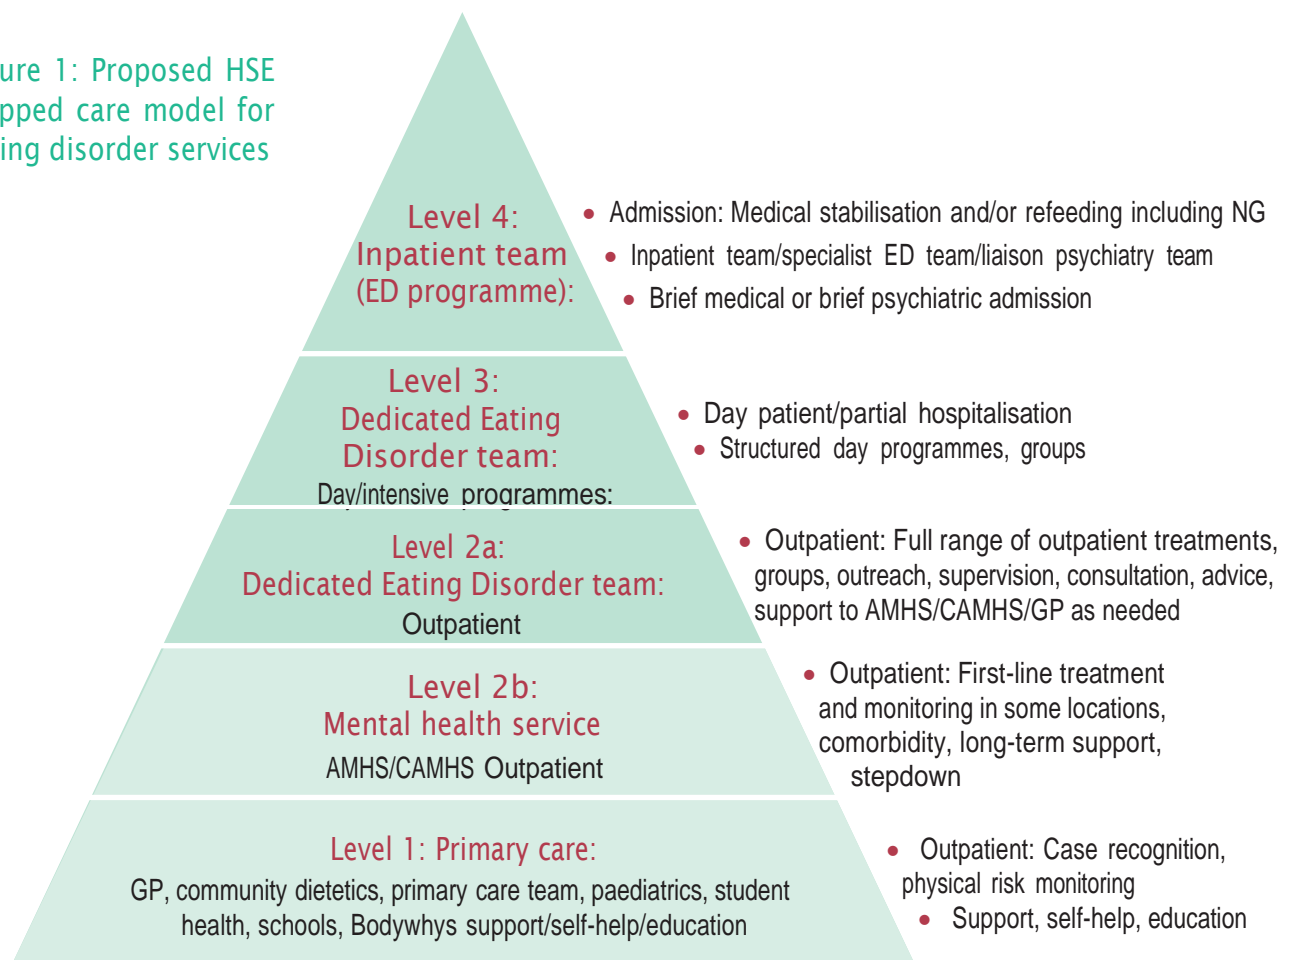 ure 1: Proposed HSE
pped care model for
ing disorder services
Level 4:
Inpatient team
(ED programme):
• Admission: Medical stabilisation and/or refeeding including NG
• Inpatient team/specialist ED team/liaison psychiatry team
• Brief medical or brief psychiatric admission
Level 3:
Dedicated Eating
Disorder team:
Day/intensive programmes:
• Day patient/partial hospitalisation
• Structured day programmes, groups
Level 2a:
Dedicated Eating Disorder team:
Outpatient
• Outpatient: Full range of outpatient treatments,
groups, outreach, supervision, consultation, advice,
support to AMHS/CAMHS/GP as needed
Level 2b:
Mental health service
AMHS/CAMHS Outpatient
• Outpatient: First-line treatment
and monitoring in some locations,
comorbidity, long-term support,
stepdown
Level 1: Primary care:
GP, community dietetics, primary care team, paediatrics, student
health, schools, Bodywhys support/self-help/education
• Outpatient: Case recognition,
physical risk monitoring
• Support, self-help, education